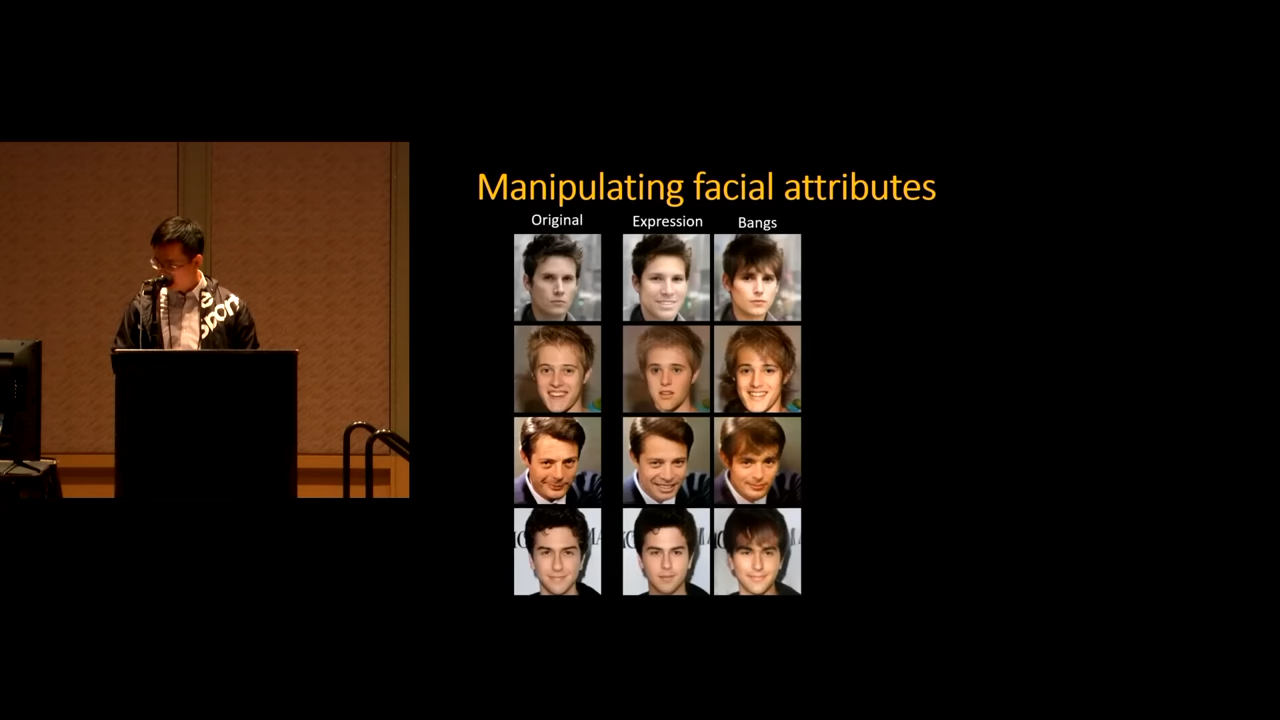 Manipulating facial attributes
Original
Expression
Bangs